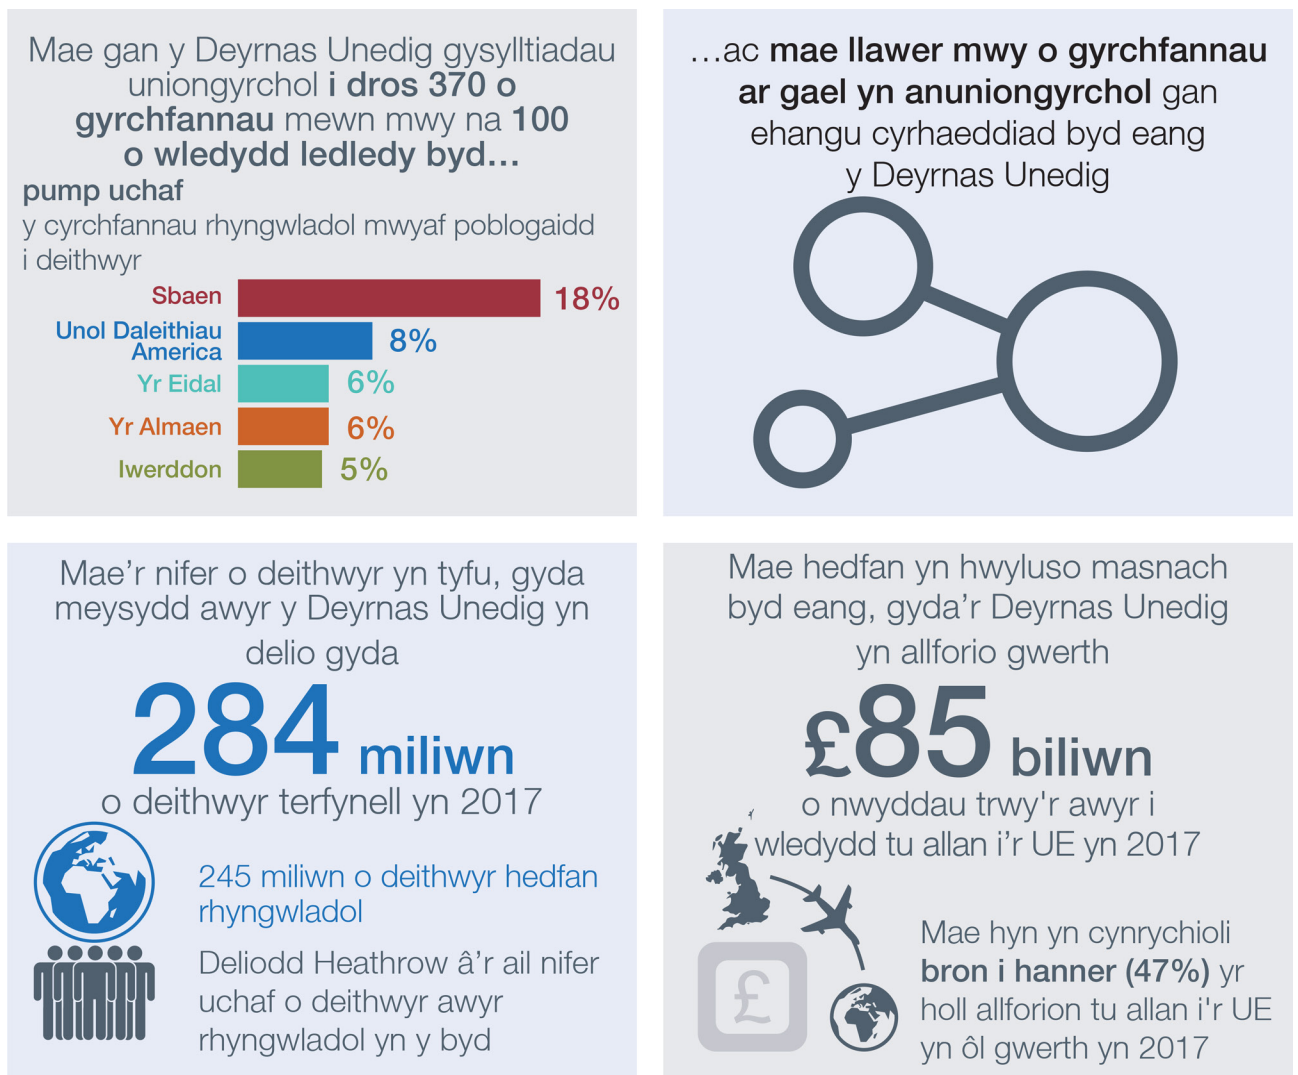 Mae gan y Deyrnas Unedig gysylltiadau
uniongyrchol i dros 370 o
gyrchfannau mewn mwy na 100
o wledydd ledledy byd...
pump uchaf
y cyrchfannau rhyngwladol mwyaf poblogaidd
i deithwyr
Sbaen 18%
Unol Daleithiau
America 8%
Yr Eidal 6%
Yr Almaen 6%
Iwerddon 5%
...ac mae llawer mwy o gyrchfannau
ar gael yn anuniongyrchol gan
ehangu cyrhaeddiad byd eang
y Deyrnas Unedig
Mae’r nifer o deithwyr yn tyfu, gyda
meysydd awyr y Deyrnas Unedig yn
delio gyda
284 miliwn
o deithwyr terfynell yn 2017
245 miliwn o deithwyr hedfan
rhyngwladol
Deliodd Heathrow â’r ail nifer
uchaf o deithwyr awyr
rhyngwladol yn y byd
Mae hedfan yn hwyluso masnach
byd eang, gyda’r Deyrnas Unedig
yn allforio gwerth
£85 biliwn
o nwyddau trwy'r awyr i
wledydd tu allan i’r UE yn 2017
£
Mae hyn yn cynrychioli
bron i hanner (47%) yr
holl allforion tu allan i'r UE
yn ôl gwerth yn 2017